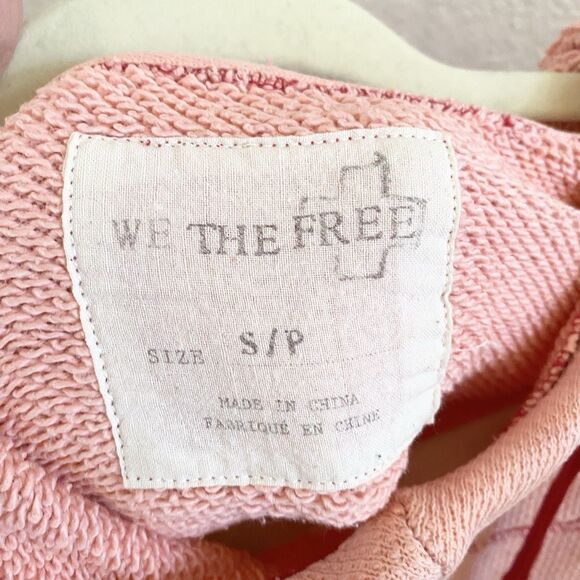 WE THE FREE
SIZE S/P
MADE IN CHINA
FABRIQUÉ EN CHINE